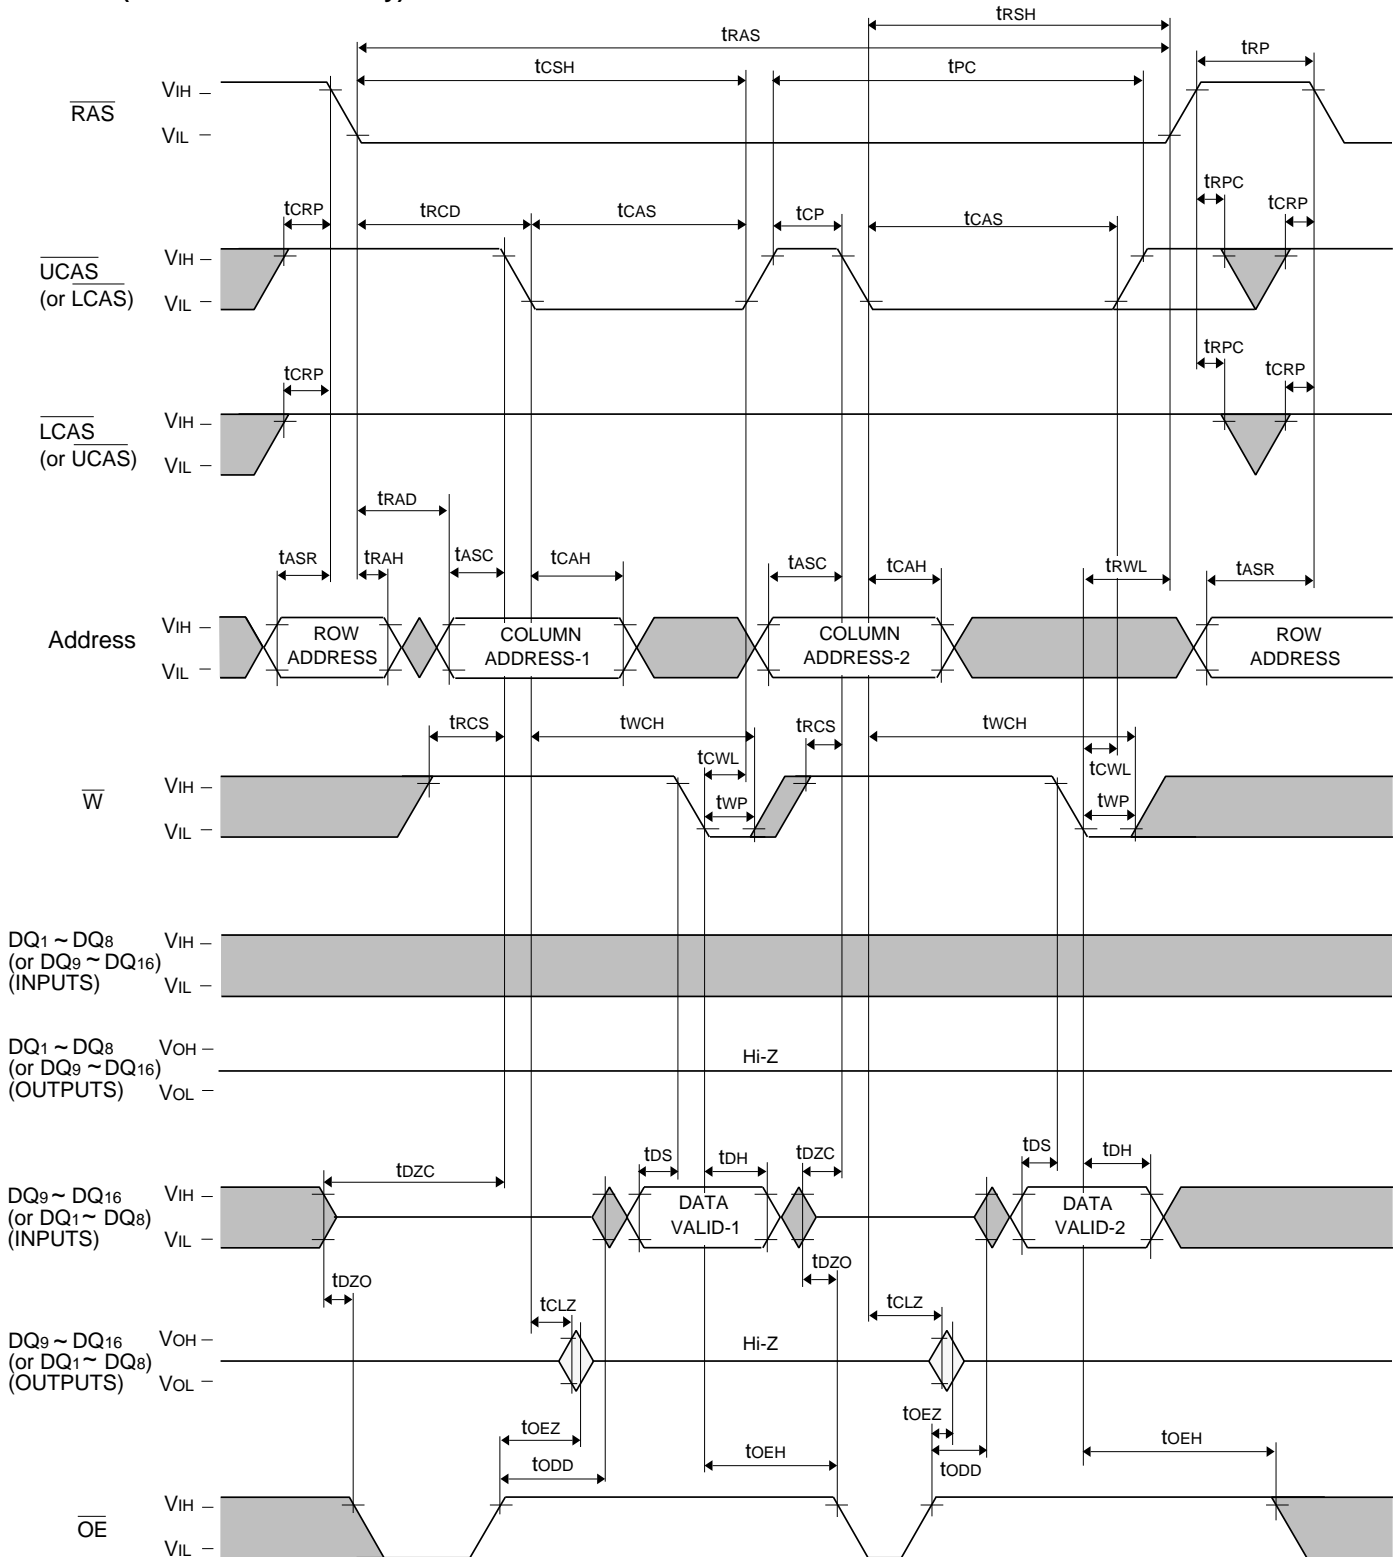 tRSH
tRAS
tRP
tCSH
tPC
RAS
VIH –
VIL –
tRPC
tCRP
tRCD
tCAS
tCP
tCAS
tCRP
UCAS
(or LCAS)
VIH –
VIL –
tRPC
tCRP
tCRP
LCAS
(or UCAS)
VIH –
VIL –
tRAD
tASR
tRAH
tASC
tCAH
tASC
tCAH
tRWL
tASR
Address
VIH –
VIL –
ROW
ADDRESS
COLUMN
ADDRESS-1
COLUMN
ADDRESS-2
ROW
ADDRESS
tRCS
tWCH
tRCS
tWCH
tCWL
tCWL
tWP
tWP
W
VIH –
VIL –
DQ1 ~ DQ8
(or DQ9 ~ DQ16)
(INPUTS)
VIH –
VIL –
DQ1 ~ DQ8
(or DQ9 ~ DQ16)
(OUTPUTS)
VOH –
VOL –
Hi-Z
tDZC
tDS
tDH
tDZC
tDS
tDH
DQ9 ~ DQ16
(or DQ1 ~ DQ8)
(INPUTS)
VIH –
VIL –
DATA
VALID-1
DATA
VALID-2
tDZO
tDZO
tCLZ
tCLZ
DQ9 ~ DQ16
(or DQ1 ~ DQ8)
(OUTPUTS)
VOH –
VOL –
Hi-Z
tOEZ
tODD
tOEH
tOEZ
tODD
tOEH
OE
VIH –
VIL –